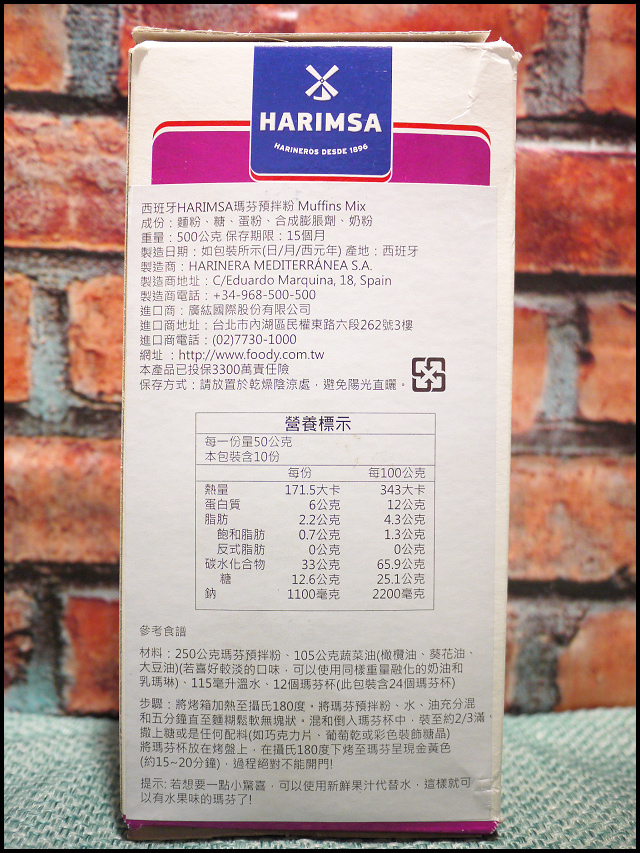 HARIMSA
HARINEROS DESDE 1896
西班牙HARIMSA瑪芬預拌粉 Muffins Mix
成份：麵粉、糖、蛋粉、合成膨脹劑、奶粉
重量：500公克 保存期限：15個月
製造日期：如包裝所示(日/月/西元年) 產地：西班牙
製造商：HARINERA MEDITERRÁNEA S.A.
製造商地址：C/Eduardo Marquina, 18, Spain
製造商電話：+34-968-500-500
進口商：廣紘國際股份有限公司
進口商地址：台北市內湖區民權東路六段262號3樓
進口商電話：(02)7730-1000
網址：http://www.foody.com.tw
本產品已投保3300萬責任險
保存方式：請放置於乾燥陰涼處，避免陽光直曬。
營養標示
每一份量50公克
本包裝含10份
每份 每100公克
熱量 171.5大卡 343大卡
蛋白質 6公克 12公克
脂肪 2.2公克 4.3公克
飽和脂肪 0.7公克 1.3公克
反式脂肪 0公克 0公克
碳水化合物 33公克 65.9公克
糖 12.6公克 25.1公克
鈉 1100毫克 2200毫克
參考食譜
材料：250公克瑪芬預拌粉、105公克蔬菜油(橄欖油、葵花油、
大豆油)(若喜好較淡的口味，可以使用同樣重量融化的奶油和
乳瑪琳)、115毫升溫水、12個瑪芬杯(此包裝含24個瑪芬杯)
步驟：將烤箱加熱至攝氏180度。將瑪芬預拌粉、水、油充分混
和五分鐘直至麵糊鬆軟無塊狀。混和倒入瑪芬杯中，裝至約2/3滿，
撒上糖或是任何配料(如巧克力片、葡萄乾或彩色裝飾糖品)
將瑪芬杯放在烤盤上，在攝氏180度下烤至瑪芬呈現金黃色
(約15~20分鐘)，過程絕對不能開門!
提示: 若想要一點小驚喜，可以使用新鮮果汁代替水，這樣就可
以有水果味的瑪芬了!